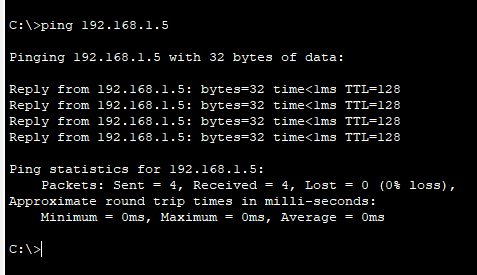 C:\>ping 192.168.1.5
Pinging 192.168.1.5 with 32 bytes of data:
Reply from 192.168.1.5: bytes=32 time<1ms TTL=128
Reply from 192.168.1.5: bytes=32 time<1ms TTL=128
Reply from 192.168.1.5: bytes=32 time<1ms TTL=128
Reply from 192.168.1.5: bytes=32 time<1ms TTL=128
Ping statistics for 192.168.1.5:
    Packets: Sent = 4, Received = 4, Lost = 0 (0% loss),
Approximate round trip times in milli-seconds:
    Minimum = 0ms, Maximum = 0ms, Average = 0ms
C:\>